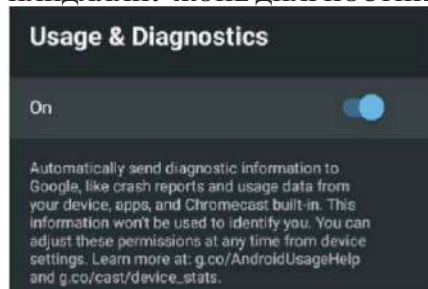 Usage & Diagnostics
On
Automatically send diagnostic information to
Google, like crash reports and usage data from
your device, apps, and Chromecast built-in. This
information won't be used to identify you. You can
adjust these permissions at any time from device
settings. Learn more at: g.co/AndroidUsageHelp
and g.co/cast/device_stats.